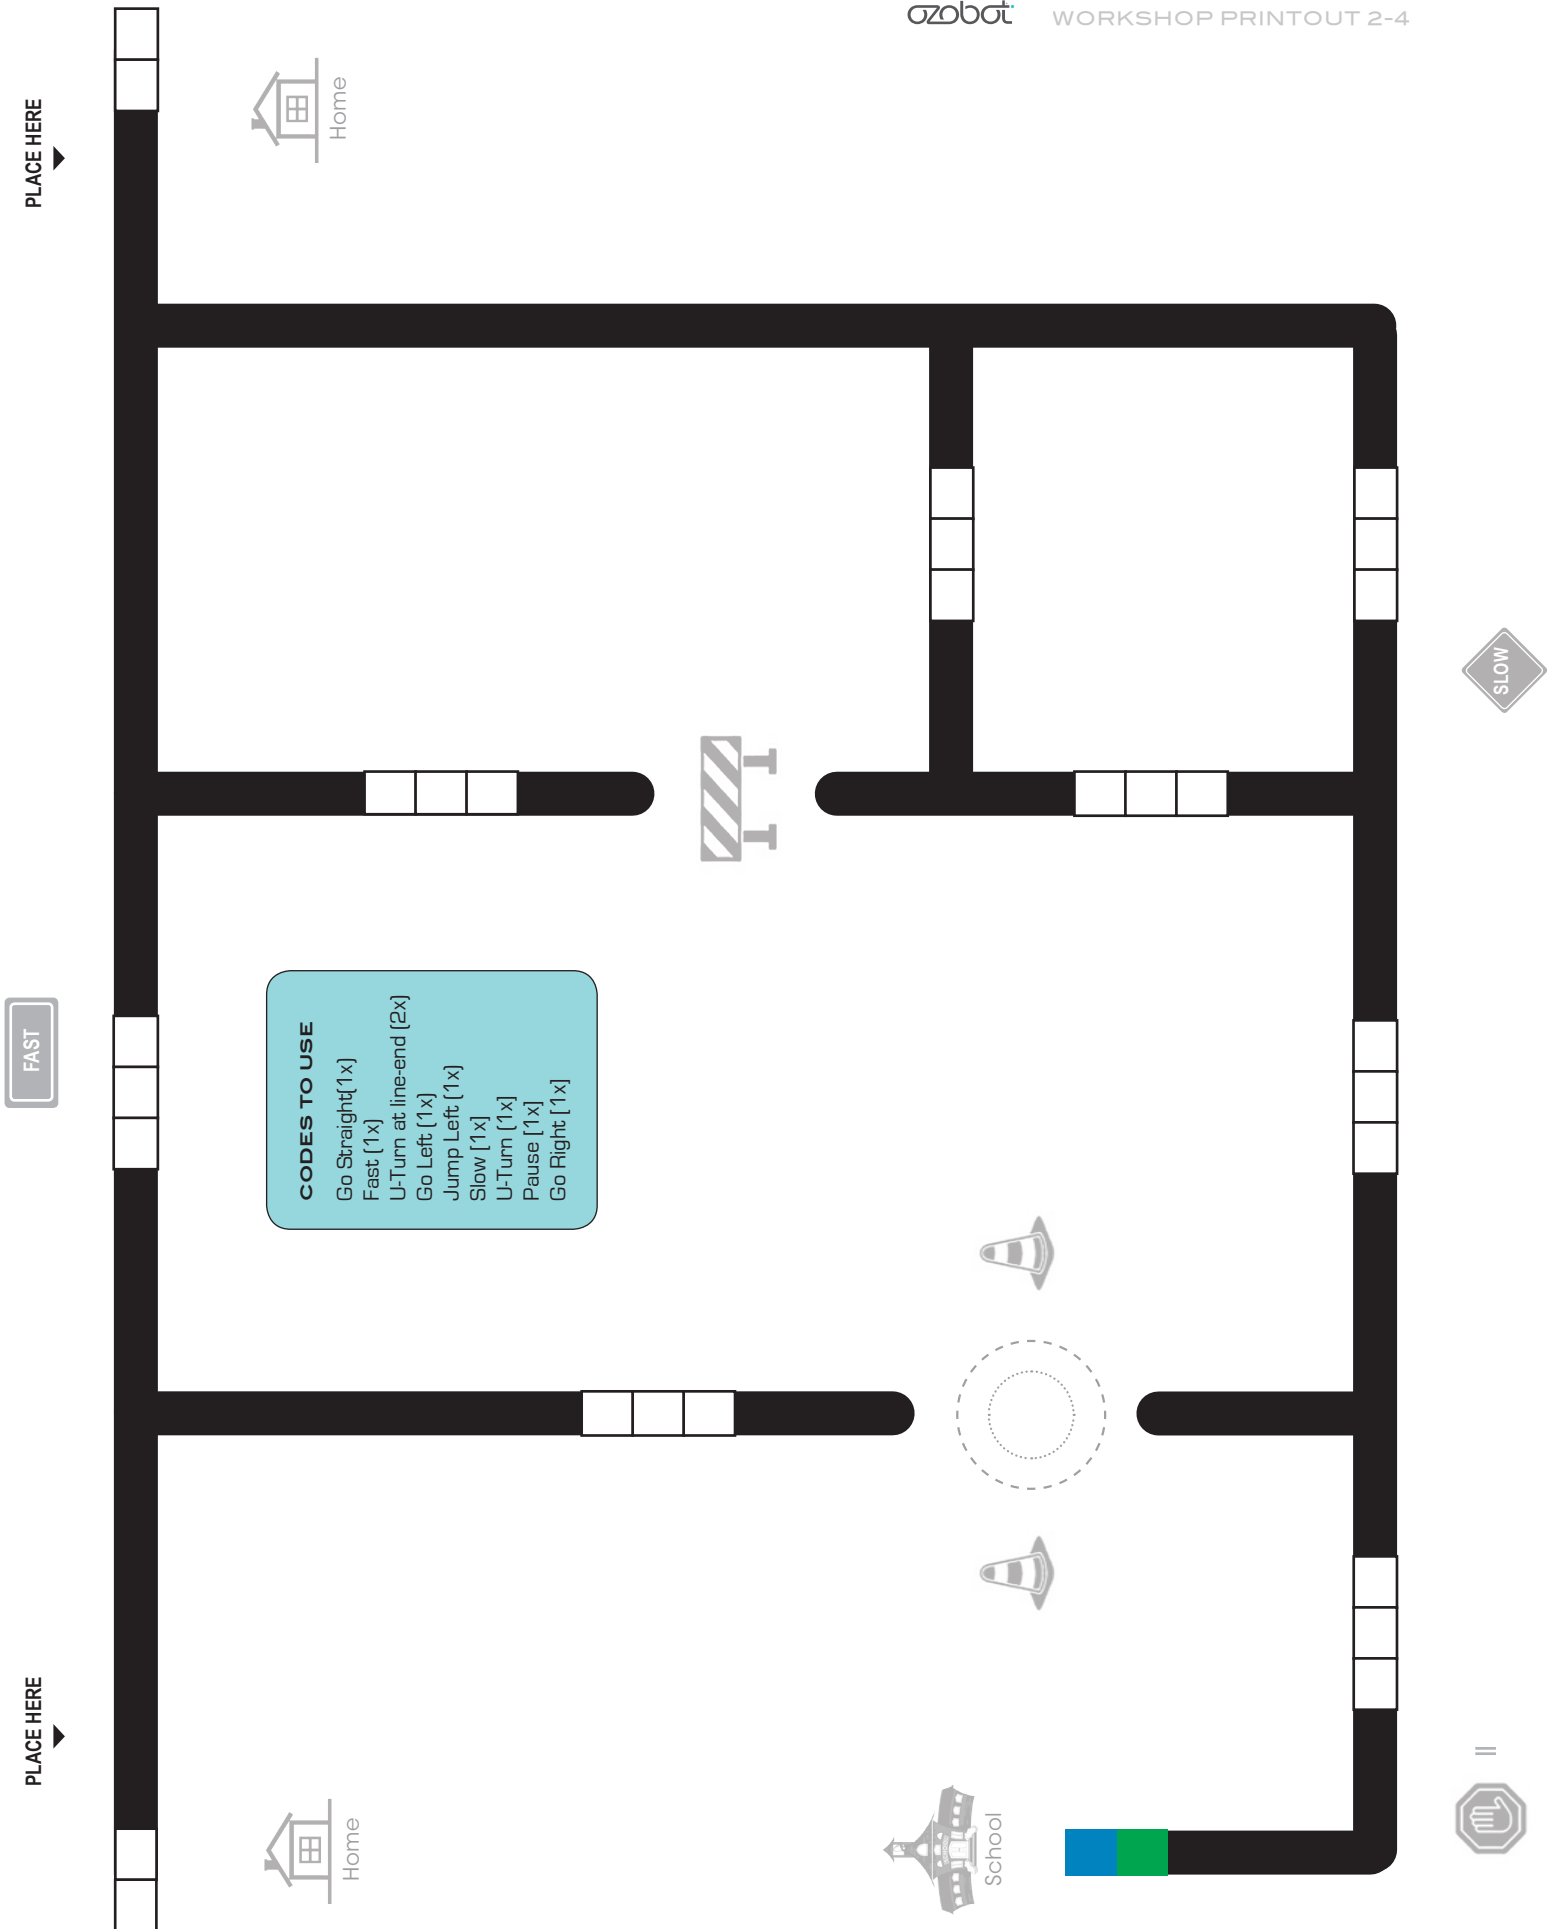 ozobot
WORKSHOP PRINTOUT 2-4
PLACE HERE
Home
FAST
SLOW
CODES TO USE
Go Straight(1x)
Fast (1x)
U-Turn at line-end (2x)
Go Left (1x)
Jump Left (1x)
Slow [1x]
U-Turn (1x)
Pause [1x]
Go Right [1x]
PLACE HERE
Home
School